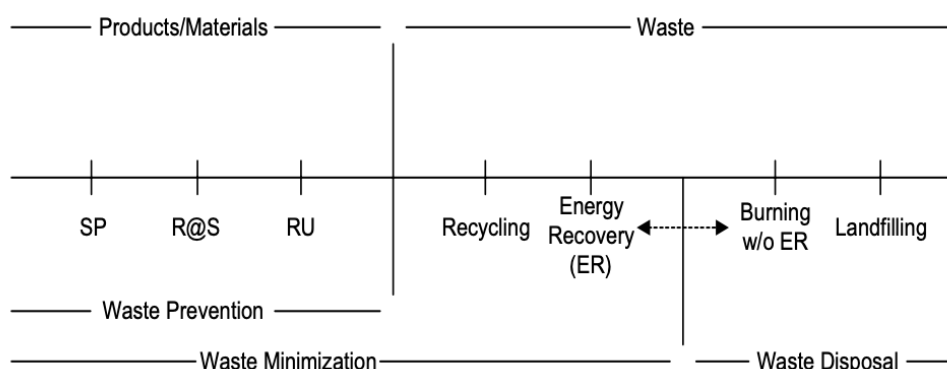 Products/Materials
Waste
SP
R@S
RU
Recycling
Energy
Recovery
(ER)
Burning
w/o ER
Landfilling
Waste Prevention
Waste Minimization
Waste Disposal